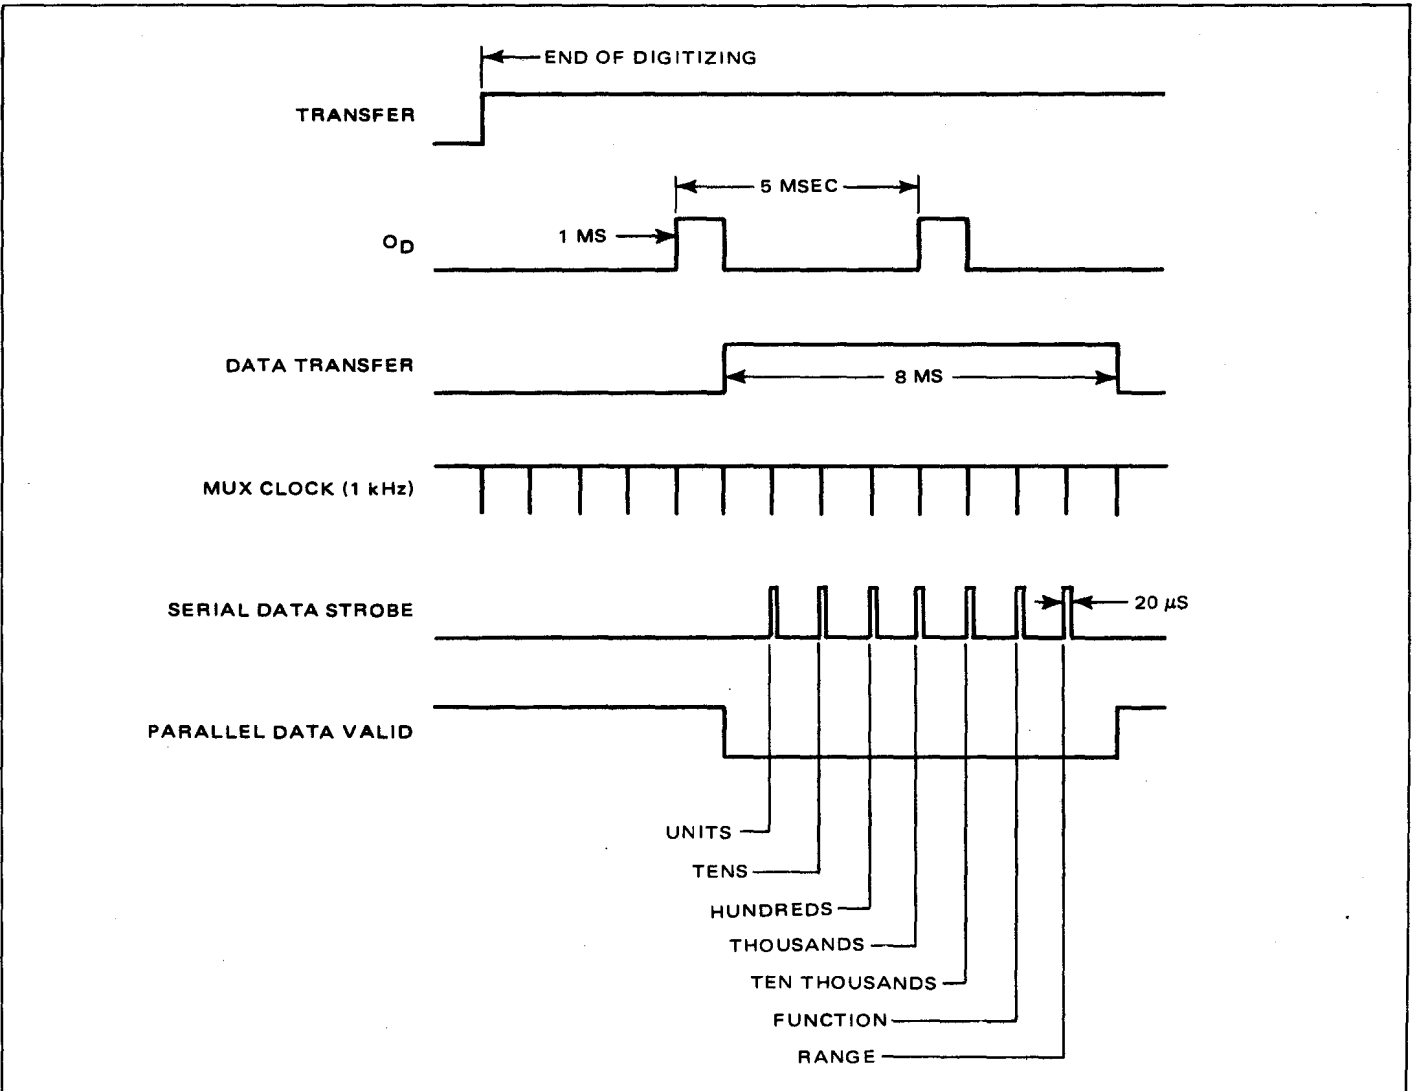 END OF DIGITIZING
TRANSFER
5 MSEC
1 MS
OD
DATA TRANSFER
8 MS
MUX CLOCK (1 kHz)
SERIAL DATA STROBE
20 μS
PARALLEL DATA VALID
UNITS
TENS
HUNDREDS
THOUSANDS
TEN THOUSANDS
FUNCTION
RANGE